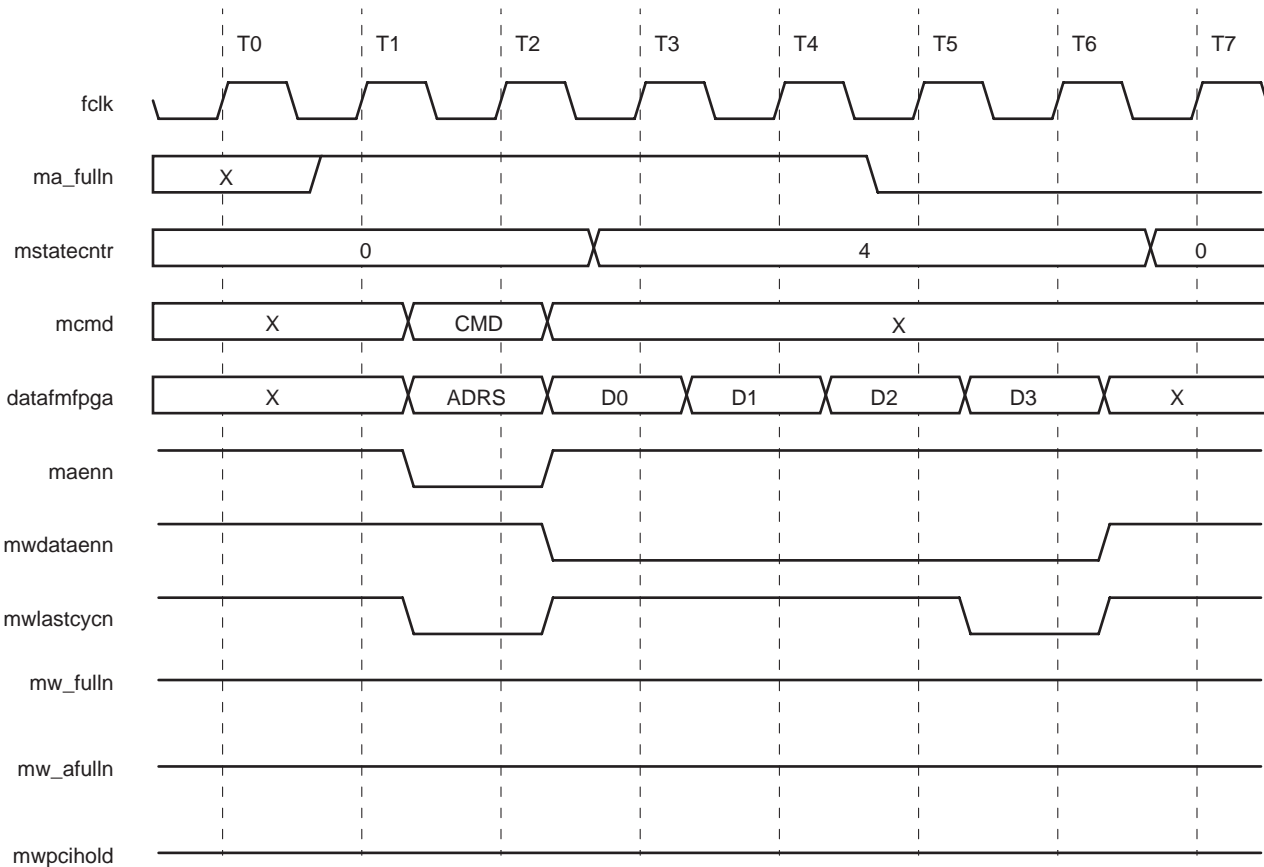 T0 T1 T2 T3 T4 T5 T6 T7
fclk
ma_fulln X
mstatecntr 0 4 0
mcmd X CMD X
datafmfpga X ADRS D0 D1 D2 D3 X
maenn
mwdataenn
mwlastcycn
mw_fulln
mw_afulln
mwpcihold